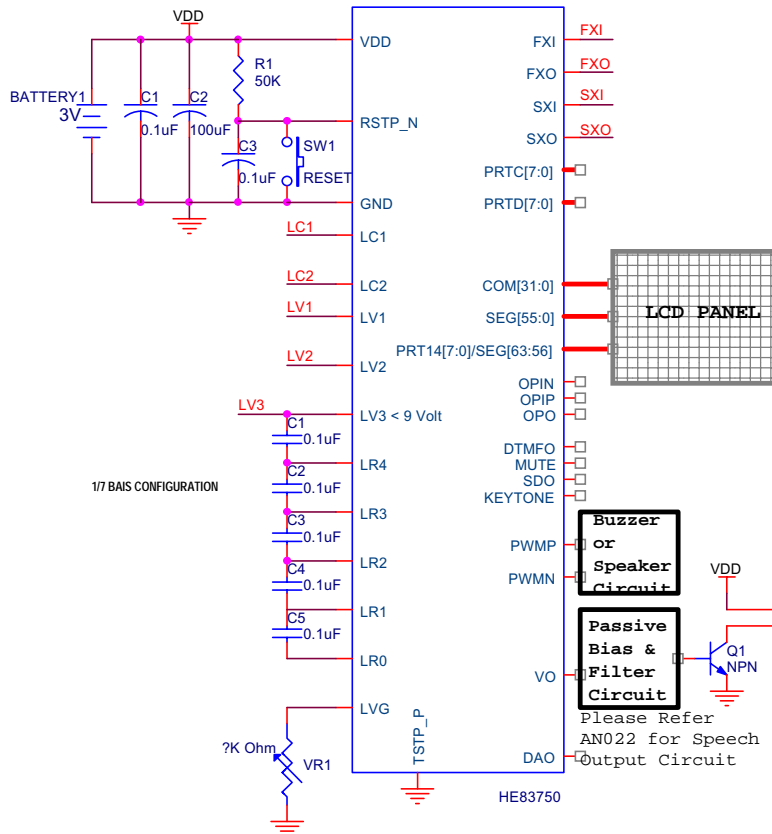 VDD
BATTERY1
3V
C1
0.1uF
C2
100uF
R1
50K
C3
0.1uF
SW1
RESET
VDD
RSTP_N
GND
LC1
LC1
LC2
LC2
LV1
LV1
LV2
LV2
LV3
LV3 < 9 Volt
C1
0.1uF
LR4
C2
0.1uF
1/7 BAIS CONFIGURATION
LR3
C3
0.1uF
LR2
C4
0.1uF
LR1
C5
0.1uF
LR0
LVG
?K Ohm
VR1
TSTP_P
FXI
FXI
FXO
FXO
SXI
SXI
SXO
SXO
PRTC[7:0]
PRTD[7:0]
COM[31:0]
SEG[55:0]
PRT14[7:0]/SEG[63:56]
LCD PANEL
OPIN
OPIP
OPO
DTMFO
MUTE
SDO
KEYTONE
PWMP
PWMN
Buzzer
or
Speaker
Circuit
VDD
Passive
Bias &
Filter
Circuit
Q1
NPN
VO
Please Refer
AN022 for Speech
Output Circuit
DAO
HE83750